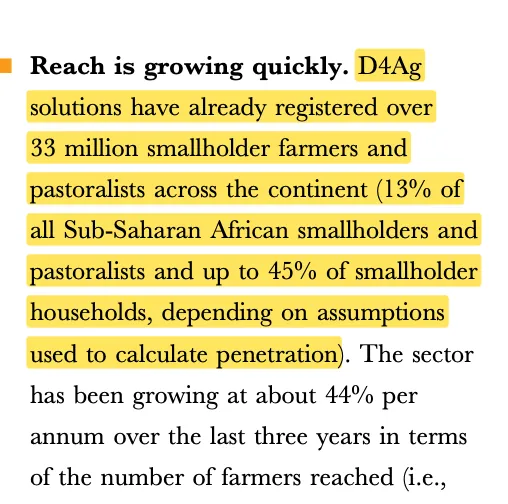 Reach is growing quickly. D4Ag
solutions have already registered over
33 million smallholder farmers and
pastoralists across the continent (13% of
all Sub-Saharan African smallholders and
pastoralists and up to 45% of smallholder
households, depending on assumptions
used to calculate penetration). The sector
has been growing at about 44% per
annum over the last three years in terms
of the number of farmers reached (i.e.,